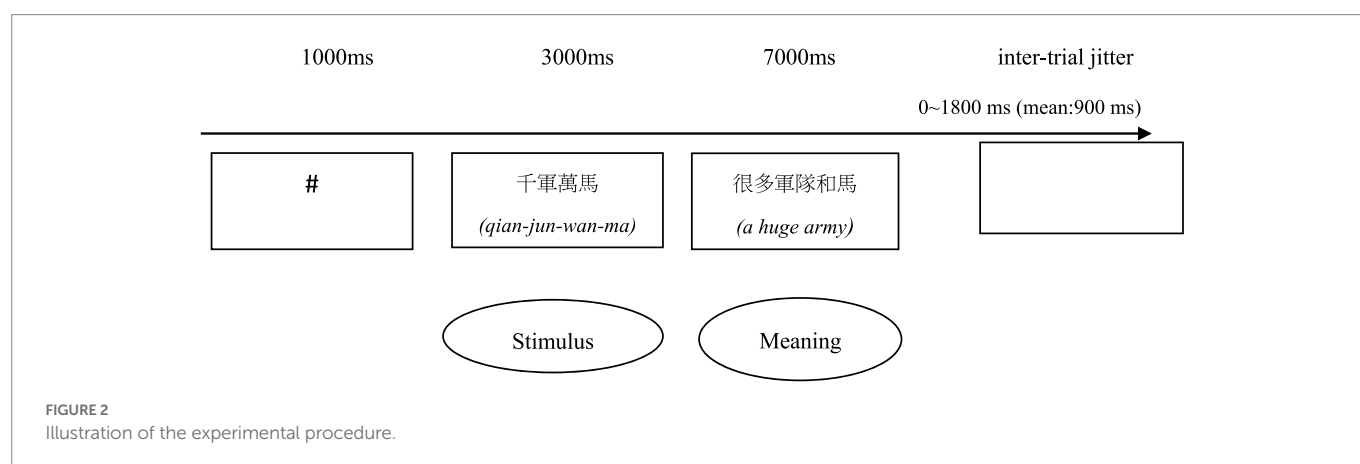 1000ms 3000ms 7000ms inter-trial jitter
0~1800 ms (mean:900 ms)
# 千軍萬馬 很多軍隊和馬
(qian-jun-wan-ma) (a huge army)
Stimulus Meaning
FIGURE 2
Illustration of the experimental procedure.